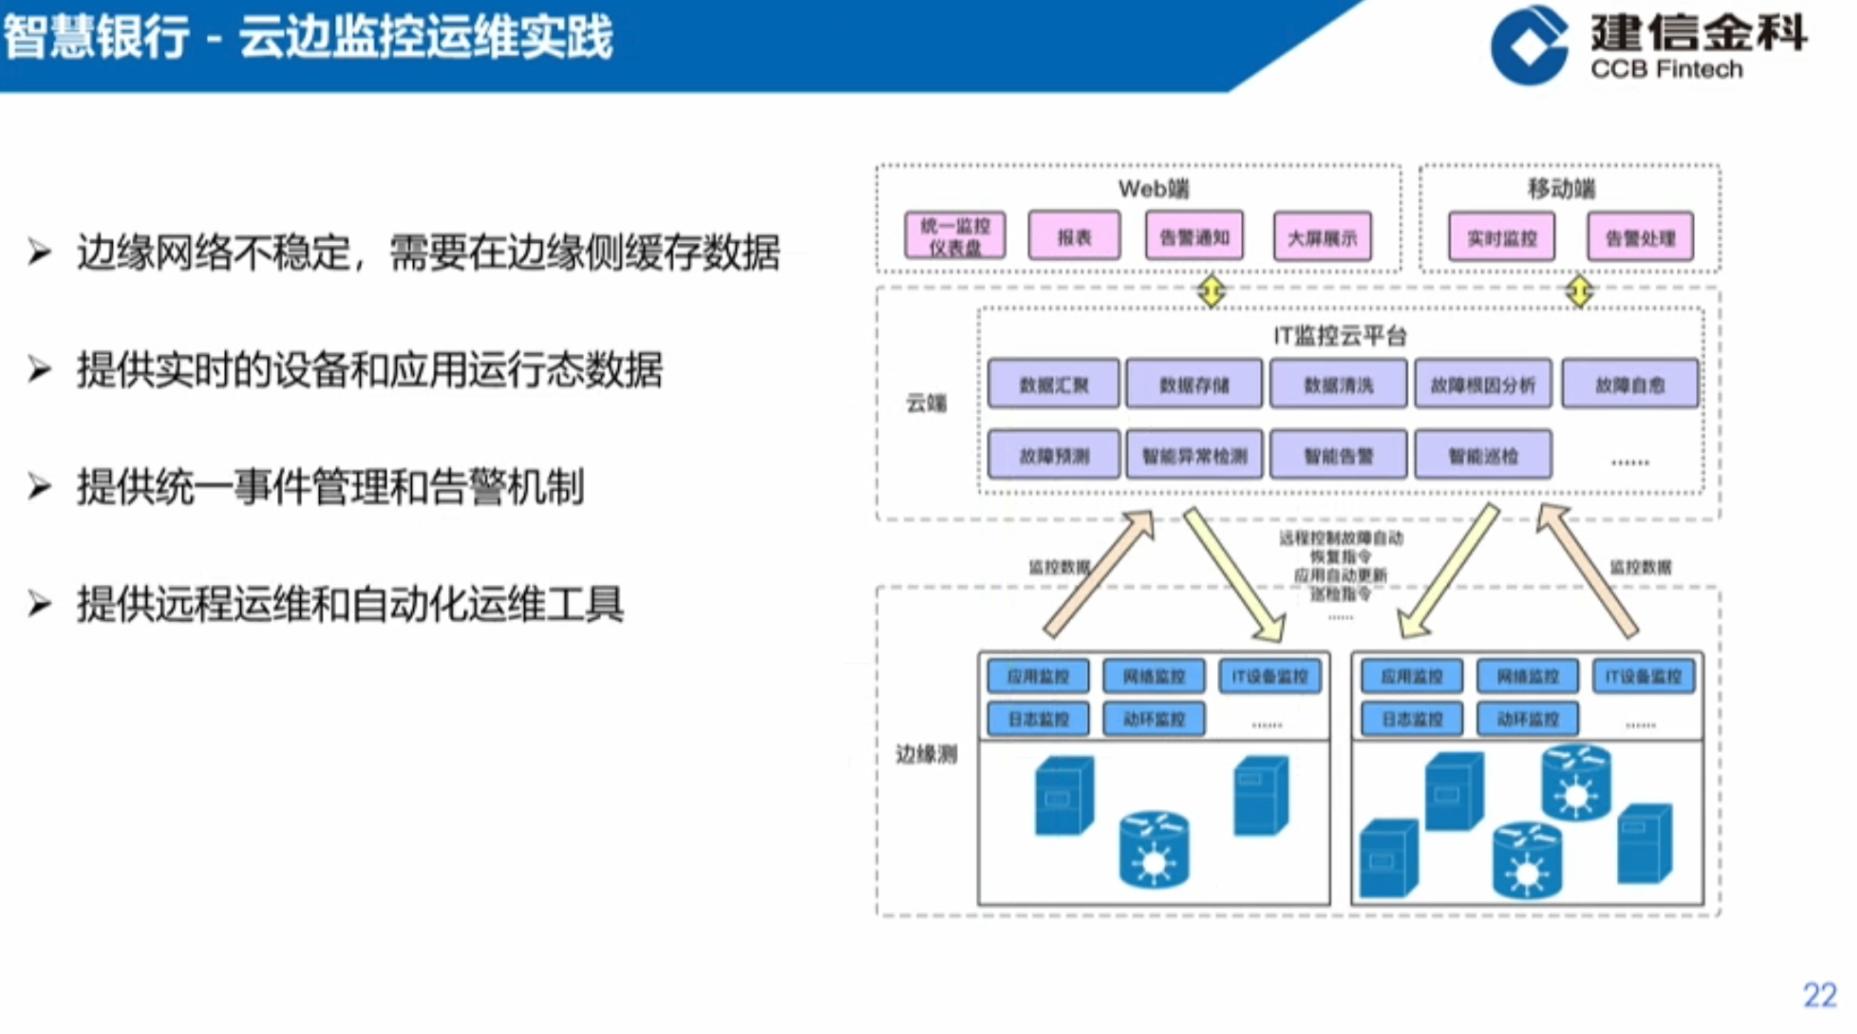 智慧银行 - 云边监控运维实践
建信金科
CCB Fintech
边缘网络不稳定，需要在边缘侧缓存数据
提供实时的设备和应用运行态数据
提供统一事件管理和告警机制
提供远程运维和自动化运维工具
Web端
统一监控
仪表盘
报表
告警通知
大屏展示
移动端
实时监控
告警处理
云端
IT监控云平台
数据汇聚
数据存储
数据清洗
故障根因分析
故障自愈
故障预测
智能异常检测
智能告警
智能巡检
……
监控数据
远程控制故障自动
恢复指令
应用自动更新
巡检指令
……
监控数据
边缘测
应用监控
网络监控
IT设备监控
日志监控
动环监控
……
应用监控
网络监控
IT设备监控
日志监控
动环监控
……
22